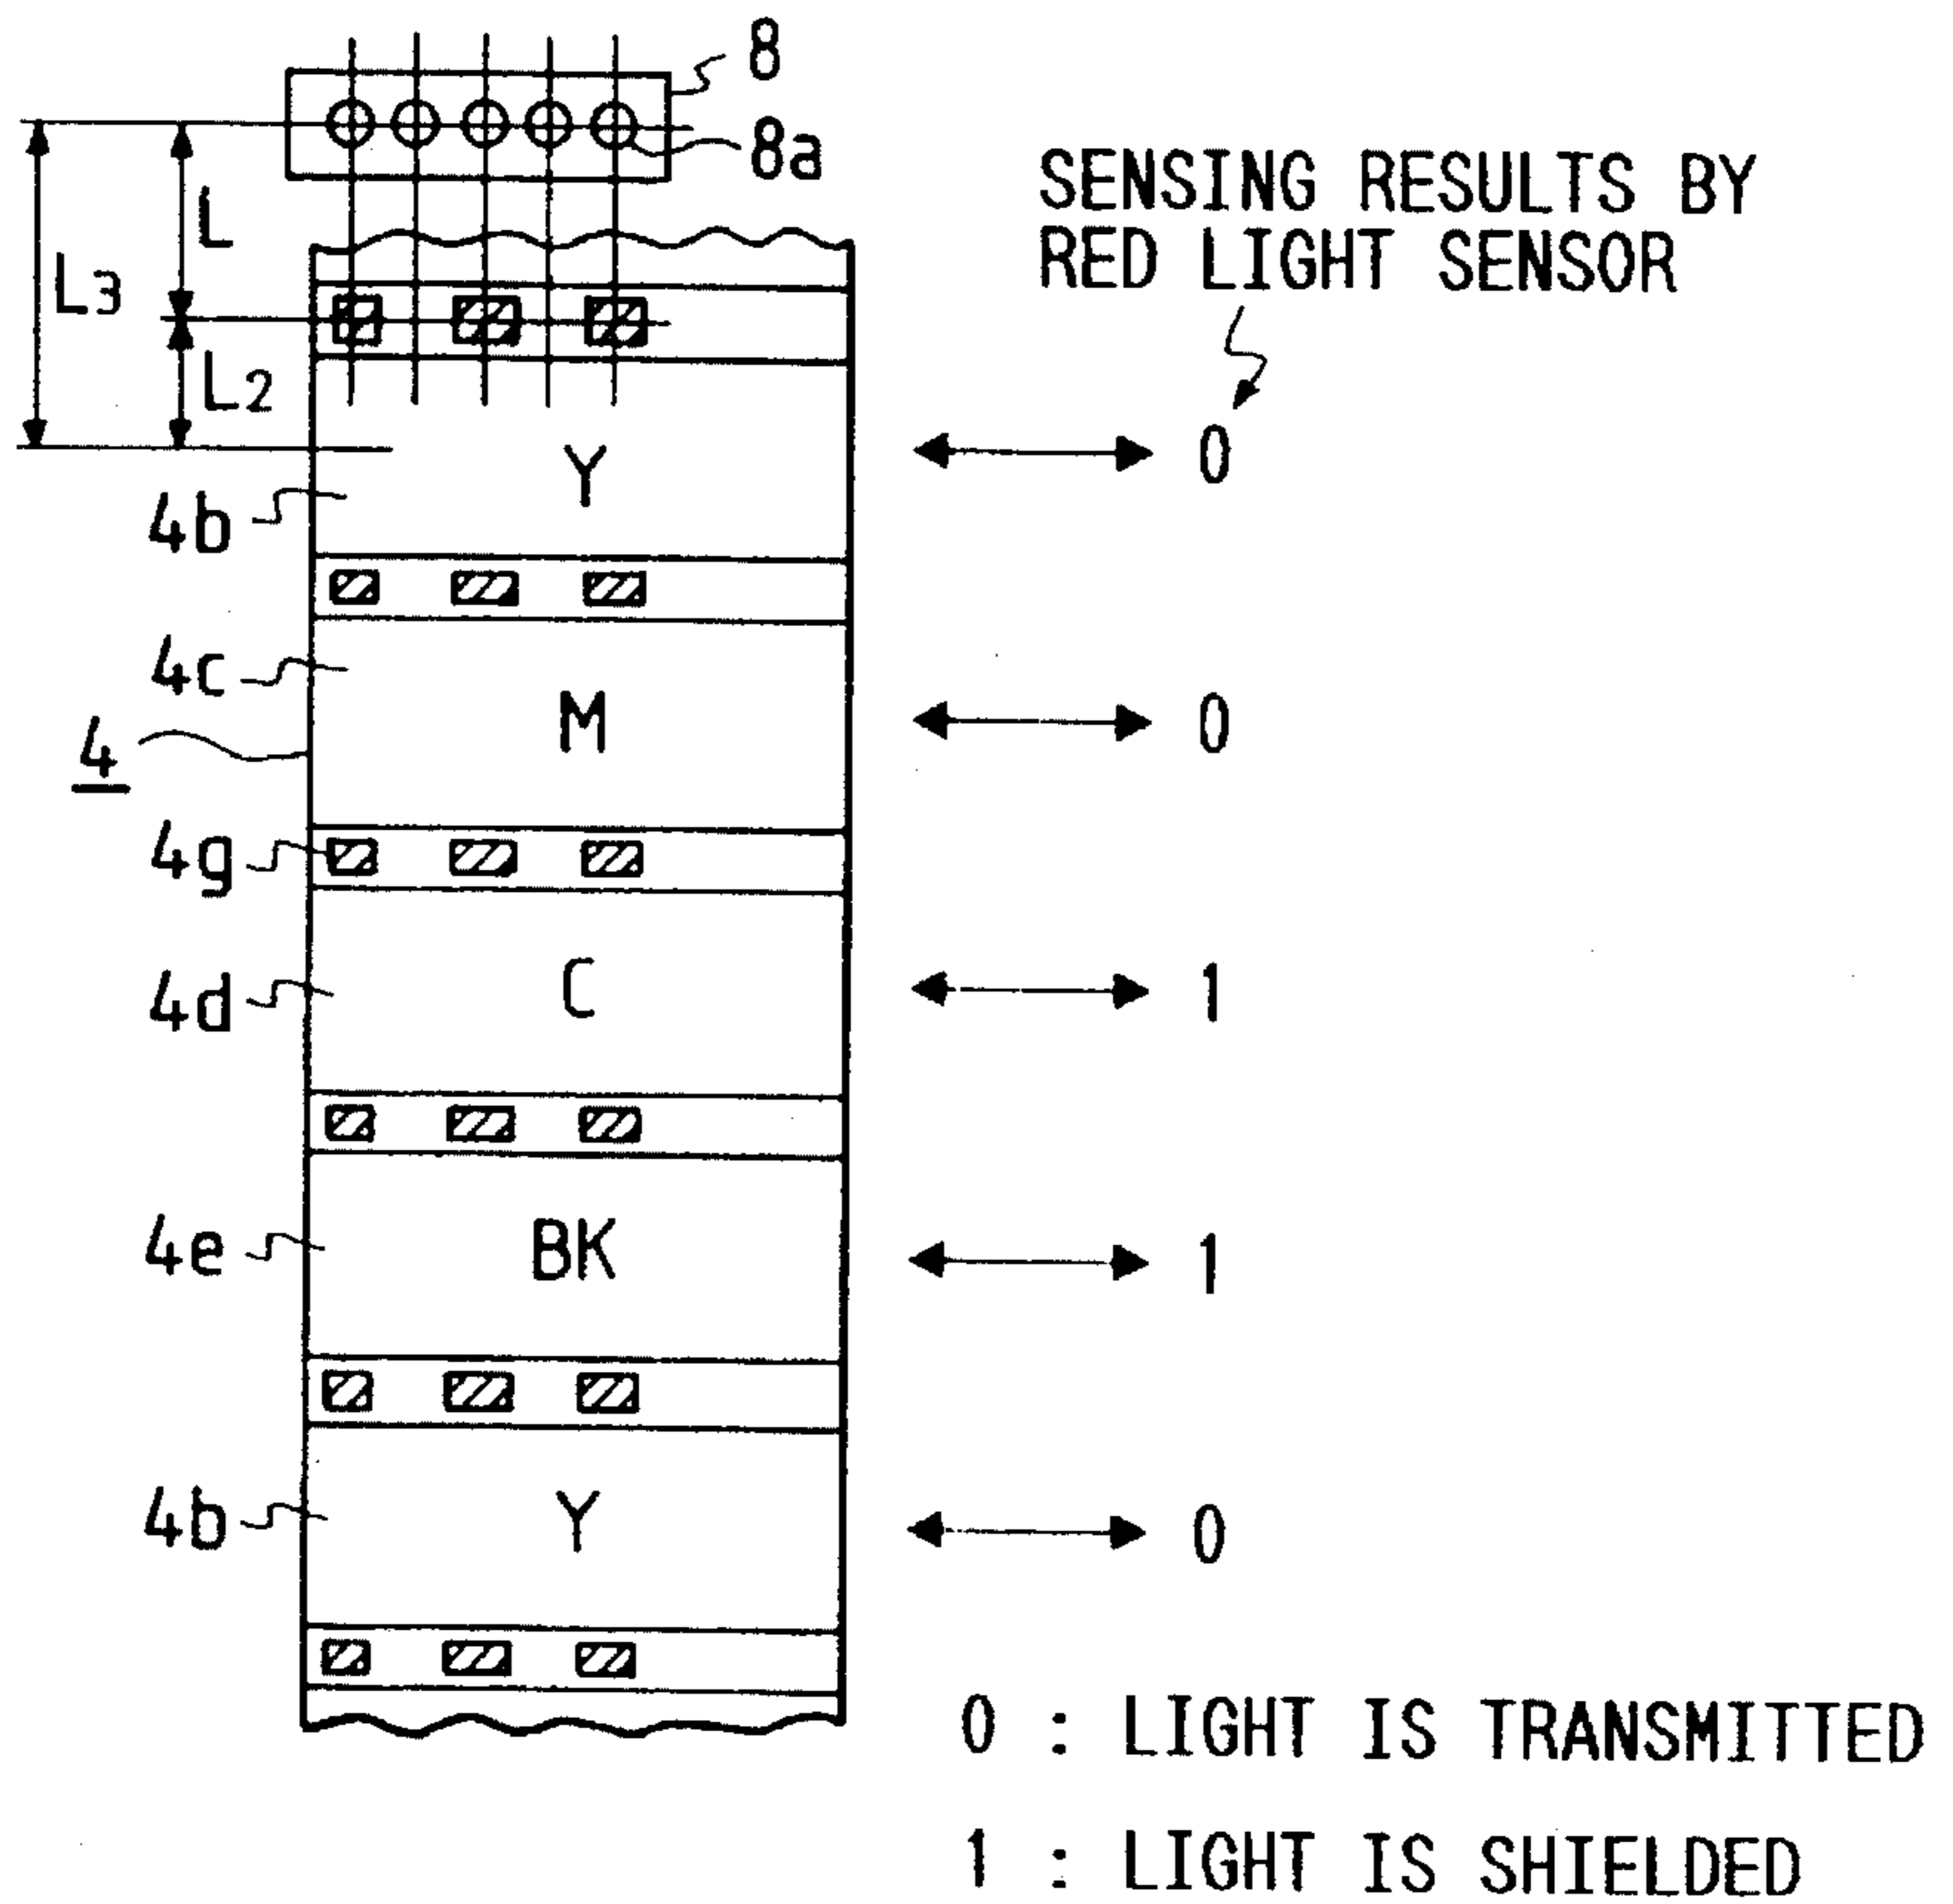 8
8a
SENSING RESULTS BY
RED LIGHT SENSOR
L
L3
L2
Y
0
4b
4c
M
0
4
4g
C
1
4d
BK
1
4e
Y
0
4b
0 : LIGHT IS TRANSMITTED
1 : LIGHT IS SHIELDED